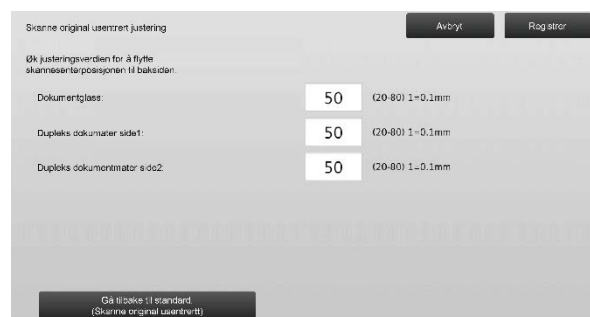 Skanne original usentrert justering
Avbryt
Registrer
Øk justeringsverdien for å flytte
skannesenterposisjonen til baksiden.
Dokumentglass:
50
(20-80) 1=0.1mm
Dupleks dokumater side1:
50
(20-80) 1=0.1mm
Dupleks dokumentmater side2:
50
(20-80) 1=0.1mm
Gå tilbake til standard.
(Skanne original usentrertt)